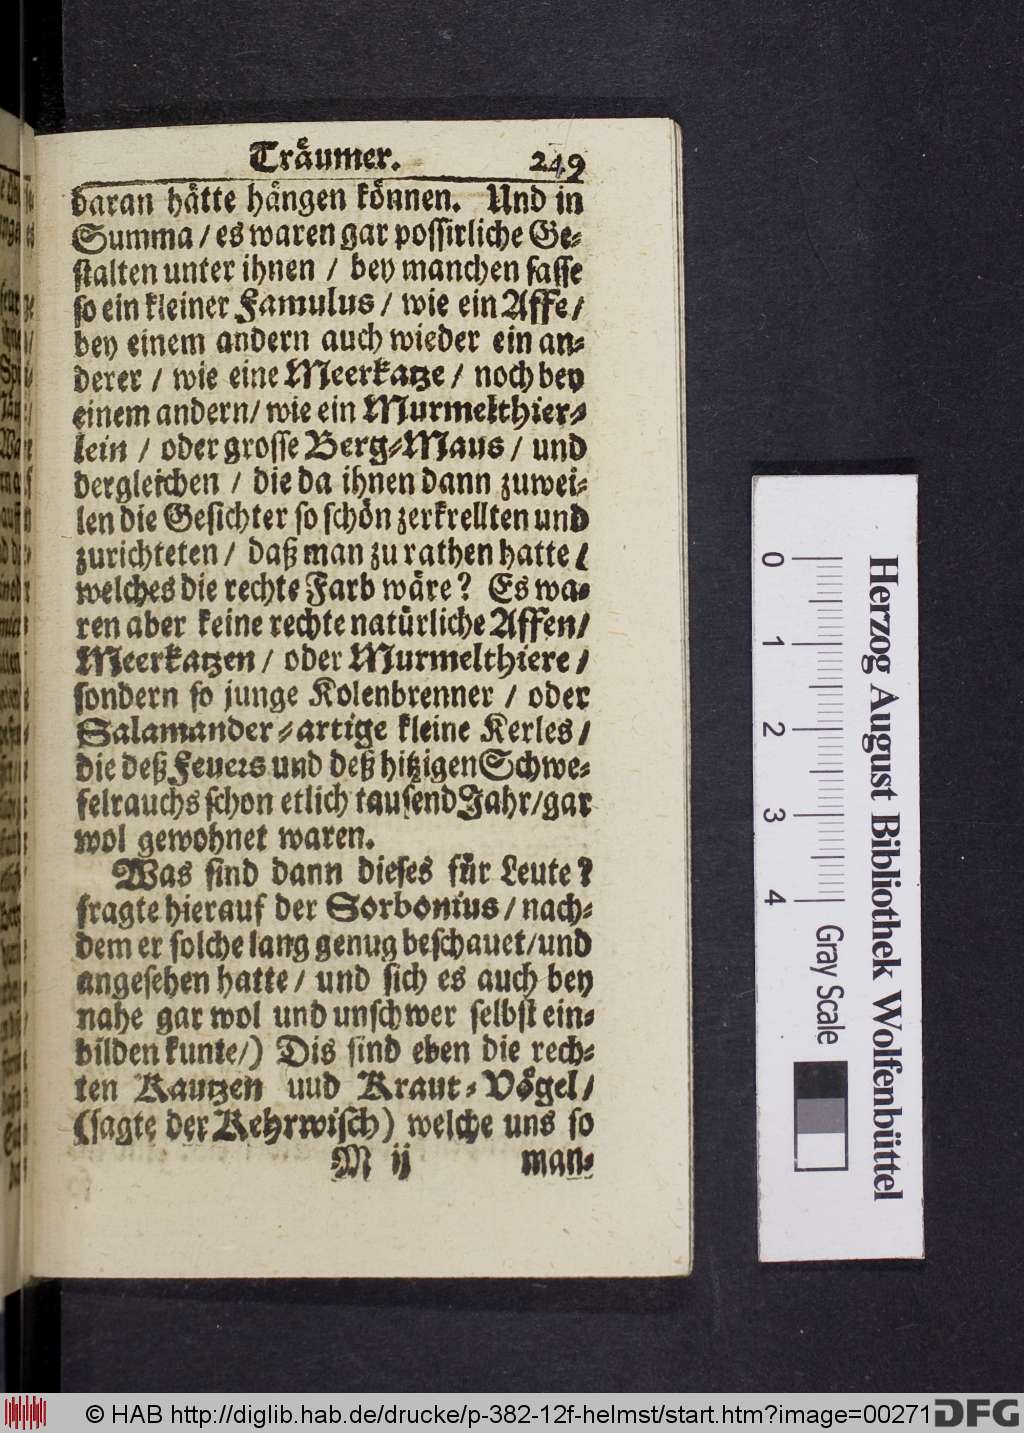 Träumer. 249
daran hätte hängen können. Und in
Summa / es waren gar possirliche Ge-
stalten unter ihnen / bey manchen sasse
so ein kleiner Famulus / wie ein Affe /
bey einem andern auch wieder ein an-
derer / wie eine Meerkatze / noch bey
einem andern / wie ein Murmelthier-
lein / oder grosse Berg-Maus / und
dergleichen / die da ihnen dann zuwei-
len die Gesichter so schön zerkrellten und
zurichteten / daß man zu rathen hatte /
welches die rechte Farb wäre? Es wa-
ren aber keine rechte natürliche Affen /
Meerkatzen / oder Murmelthiere /
sondern so junge Kolenbrenner / oder
Salamander-artige kleine Kerles /
die deß Feuers und deß hitzigen Schwe-
felrauchs schon etlich tausend Jahr / gar
wol gewohnet waren.
Was sind dann dieses für Leute?
fragte hierauf der Sorbonius / nach-
dem er solche lang genug beschauet / und
angesehen hatte / und sich es auch bey
nahe gar wol und unschwer selbst ein-
bilden kunte /) Dis sind eben die rech-
ten Kautzen uud Kraut-Vögel /
(sagte der Kehrwisch) welche uns so
M ij man-
0 1 2 3 4
Gray Scale
Herzog August Bibliothek Wolfenbüttel
© HAB http://diglib.hab.de/drucke/p-382-12f-helmst/start.htm?image=00271
DFG